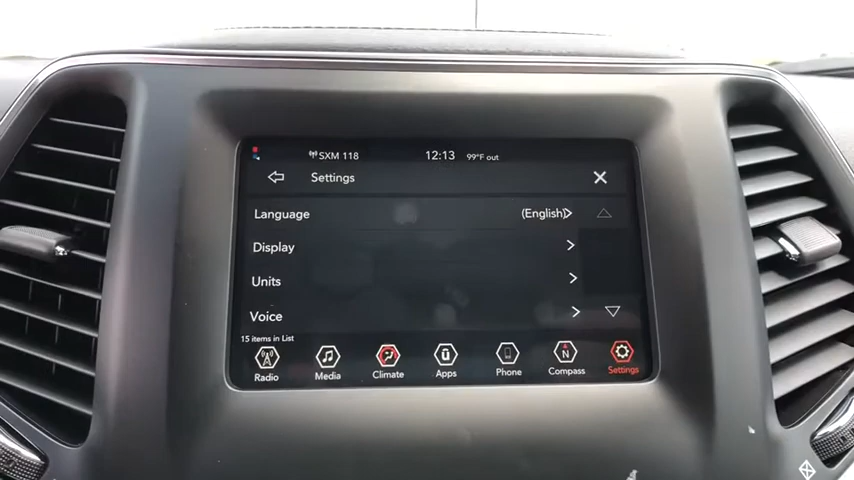 SXM 118 12:13 99°F out
Settings
Language (English)
Display
Units
Voice
15 items in List
Radio Media Climate Apps Phone N Compass Settings